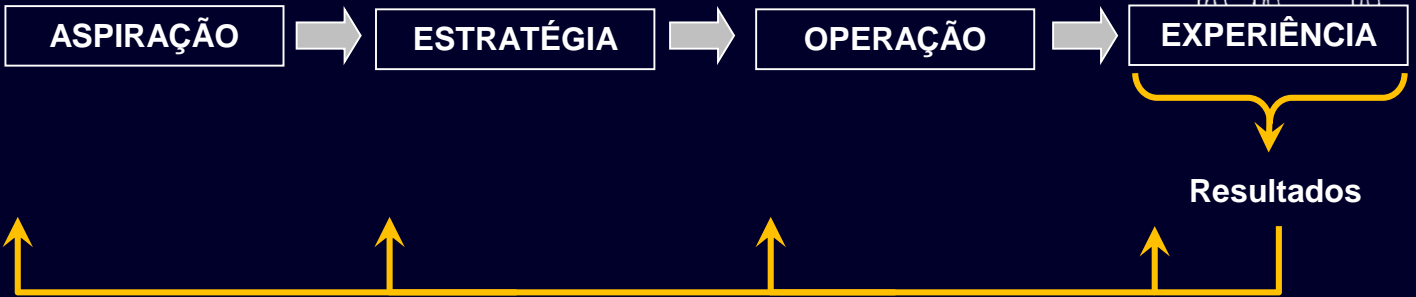 ASPIRAÇÃO
ESTRATÉGIA
OPERAÇÃO
EXPERIÊNCIA
Resultados